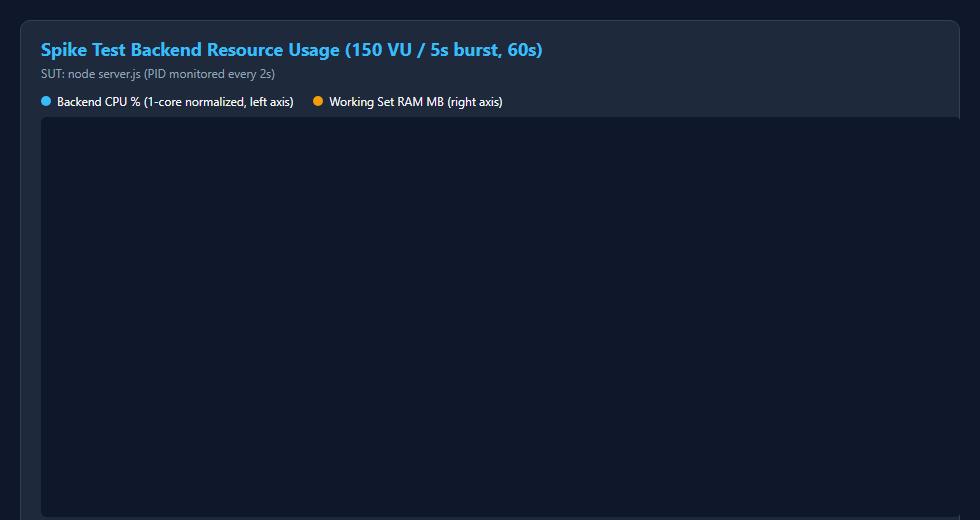 Spike Test Backend Resource Usage (150 VU / 5s burst, 60s)
SUT: node server.js (PID monitored every 2s)
Backend CPU % (1-core normalized, left axis) Working Set RAM MB (right axis)